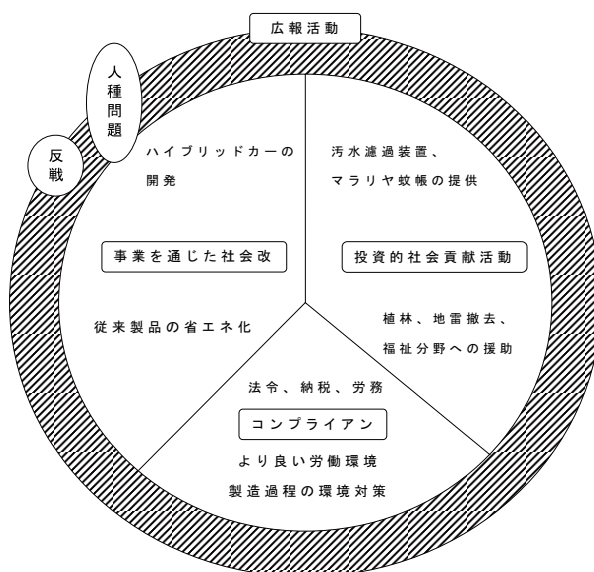 広報活動
人種問題
反戦
ハイブリッドカーの
開発
汚水濾過装置、
マラリヤ蚊帳の提供
事業を通じた社会改
投資的社会貢献活動
従来製品の省エネ化
植林、地雷撤去、
福祉分野への援助
法令、納税、労務
コンプライアン
より良い労働環境
製造過程の環境対策